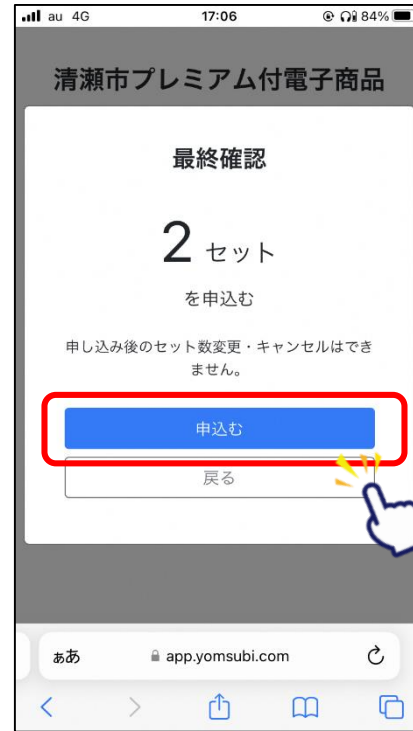 au 4G 17:06 84%
清瀬市プレミアム付電子商品
最終確認
2 セット
を申込む
申し込み後のセット数変更・キャンセルはでき
ません。
申込む
戻る
ぁあ app.yomsubi.com